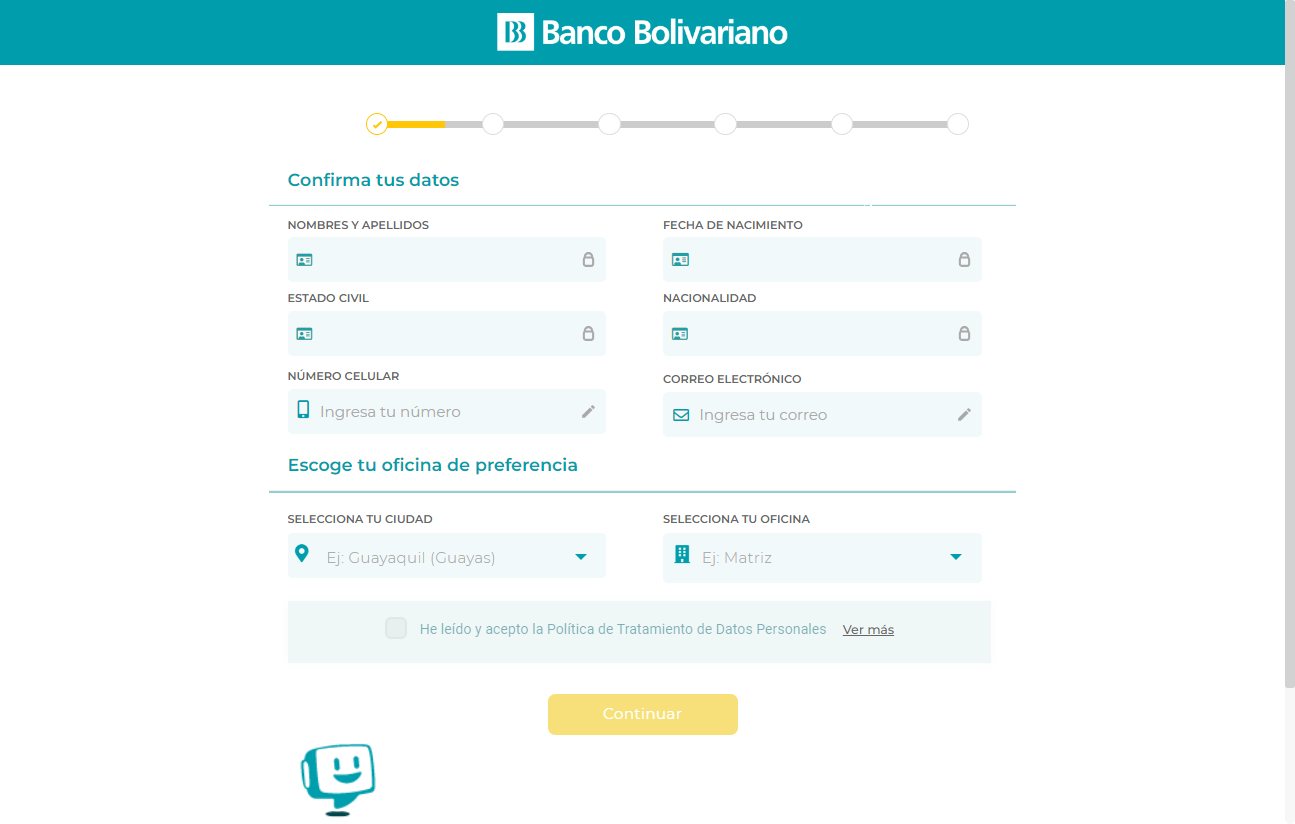 Banco Bolivariano
Confirma tus datos
NOMBRES Y APELLIDOS
FECHA DE NACIMIENTO
ESTADO CIVIL
NACIONALIDAD
NÚMERO CELULAR
CORREO ELECTRÓNICO
Ingresa tu número
Ingresa tu correo
Escoge tu oficina de preferencia
SELECCIONA TU CIUDAD
SELECCIONA TU OFICINA
Ej: Guayaquil (Guayas)
Ej: Matriz
He leído y acepto la Política de Tratamiento de Datos Personales Ver más
Continuar